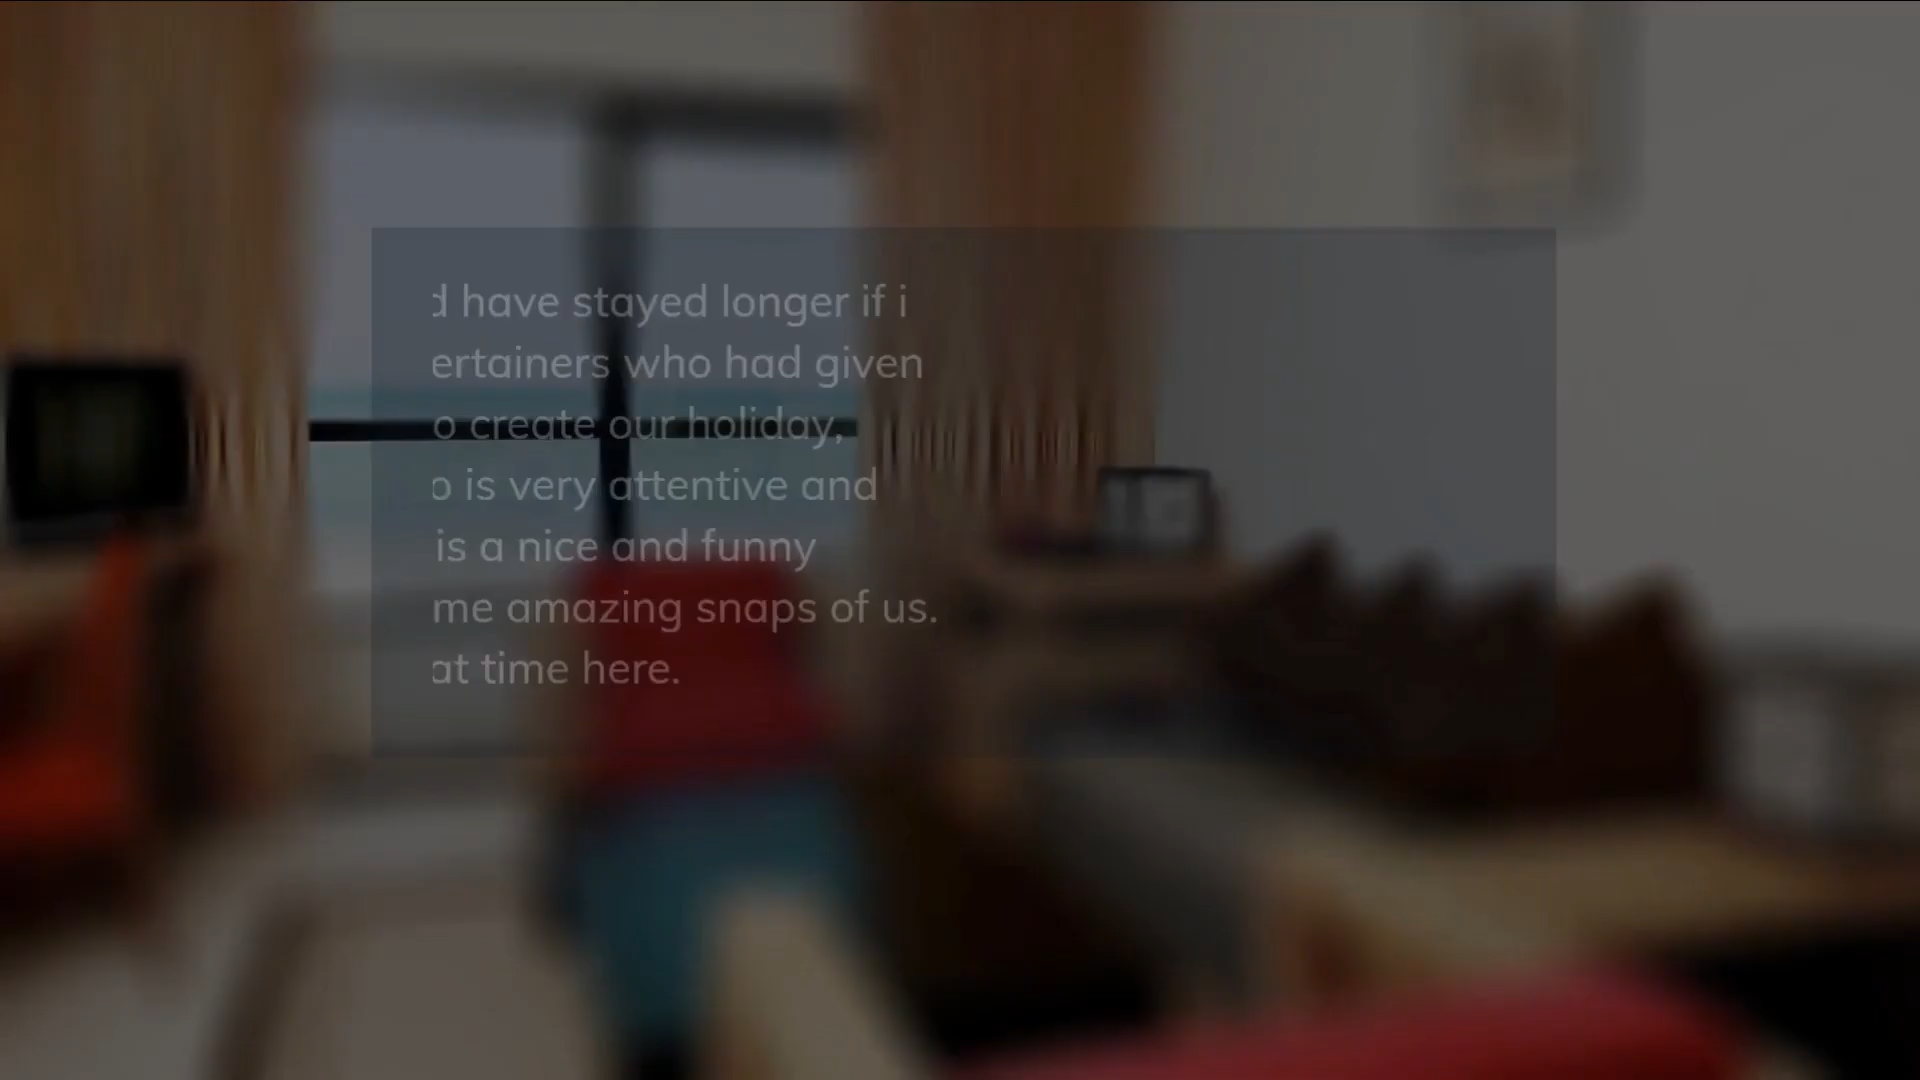 have stayed longer if i
ertainers who had given
o create our holiday,
o is very attentive and
is a nice and funny
me amazing snaps of us.
at time here.